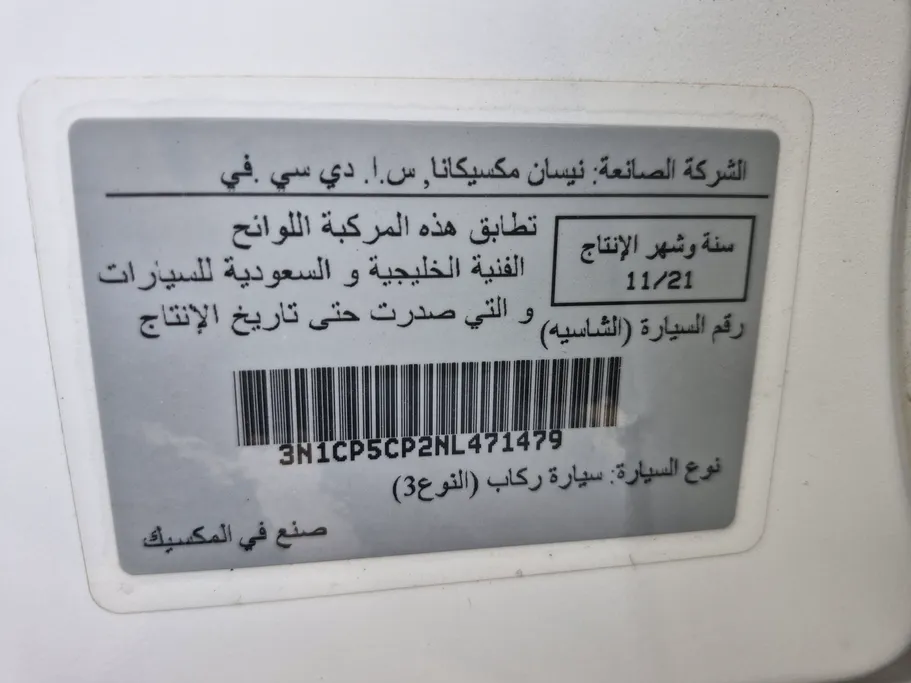 الشركة الصانعة: نيسان مكسيكانا, س.ا. دي سي .في
سنة وشهر الإنتاج
11/21
تطابق هذه المركبة اللوائح
الفنية الخليجية و السعودية للسيارات
و التي صدرت حتى تاريخ الإنتاج
رقم السيارة (الشاسيه)
3N1CP5CP2NL471479
نوع السيارة: سيارة ركاب (النوع3)
صنع في المكسيك